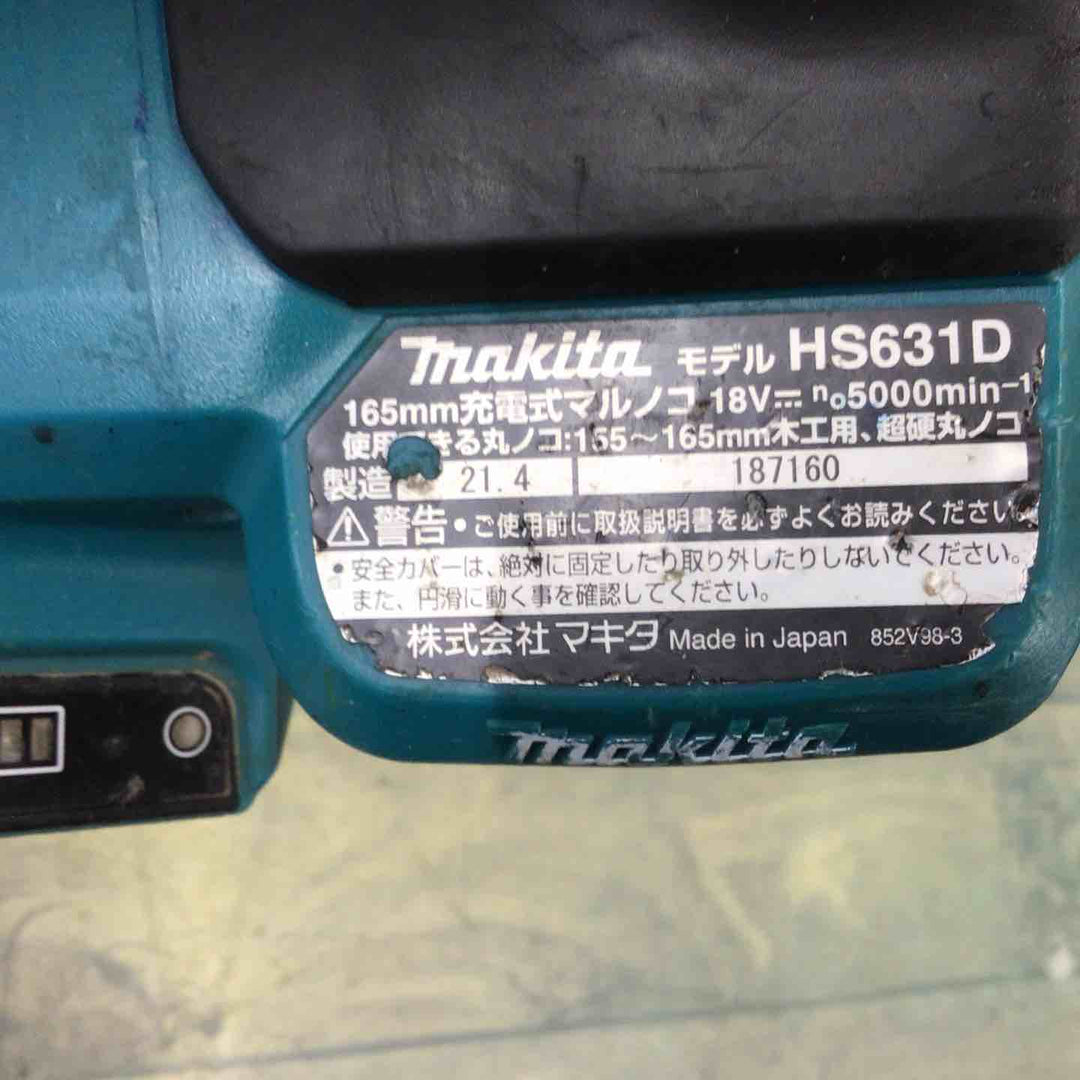 makita モデル HS631D
165mm充電式マルノコ 18V⎓ n₀5000min⁻¹
使用 きる丸ノコ:155～165mm木工用、超硬丸ノコ
製造 21.4 187160
⚠警告 • ご使用前に取扱説明書を必ずよくお読みください
• 安全カバーは、絶対に固定したり取り外したりしないでください。
また、円滑に動く事を確認してください。
株式会社マキタ Made in Japan 852V98-3
makita